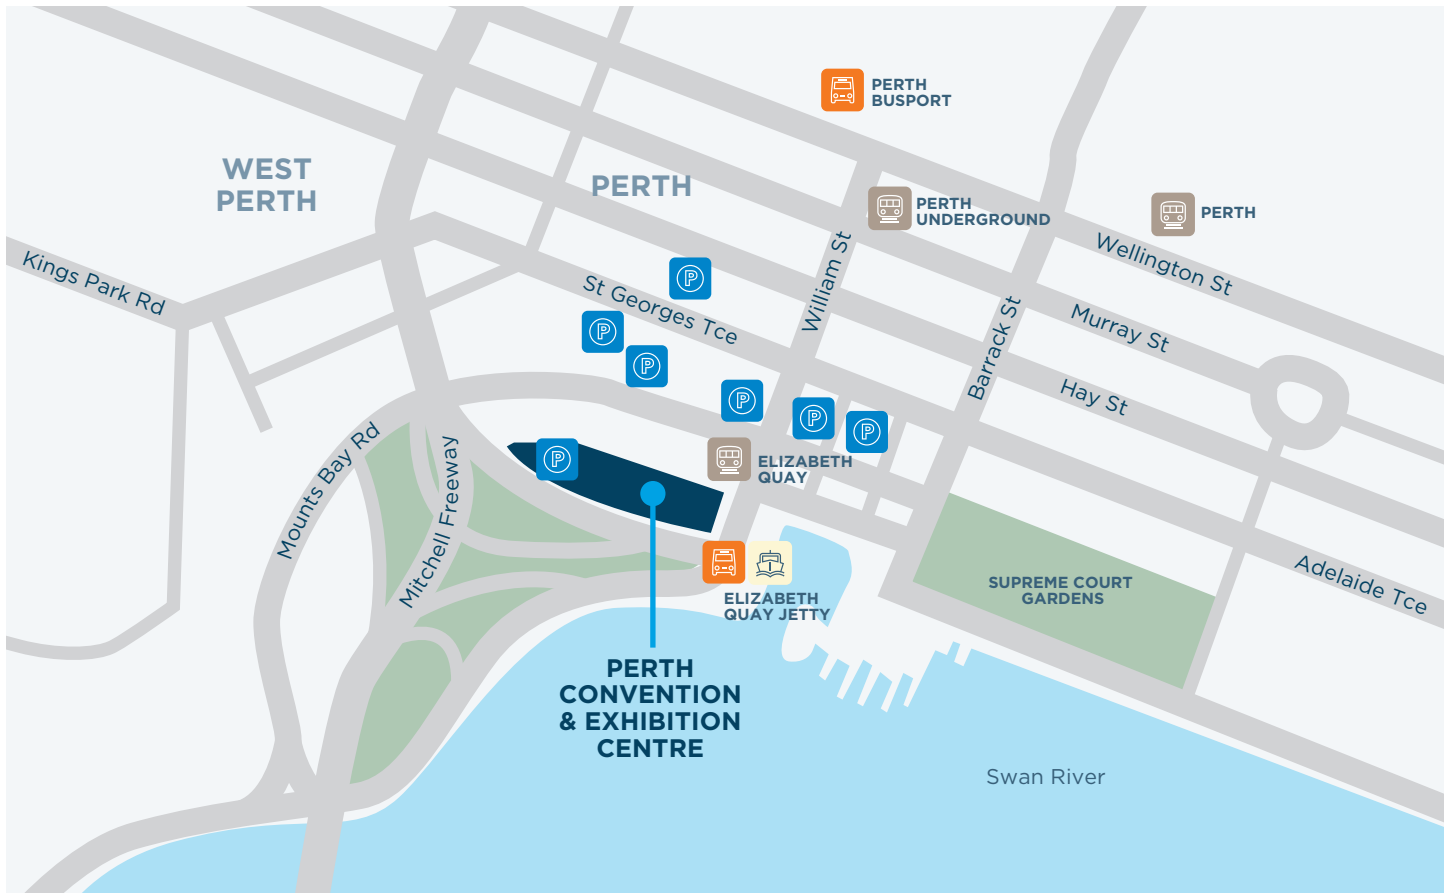 PERTH
BUSPORT
WEST
PERTH
PERTH
PERTH
UNDERGROUND
PERTH
Kings Park Rd
Wellington St
William St
P
St Georges Tce
Murray St
Barrack St
P
P
Hay St
P
P
P
Mounts Bay Rd
Mitchell Freeway
P
ELIZABETH
QUAY
SUPREME COURT
GARDENS
Adelaide Tce
ELIZABETH
QUAY JETTY
PERTH
CONVENTION
& EXHIBITION
CENTRE
Swan River